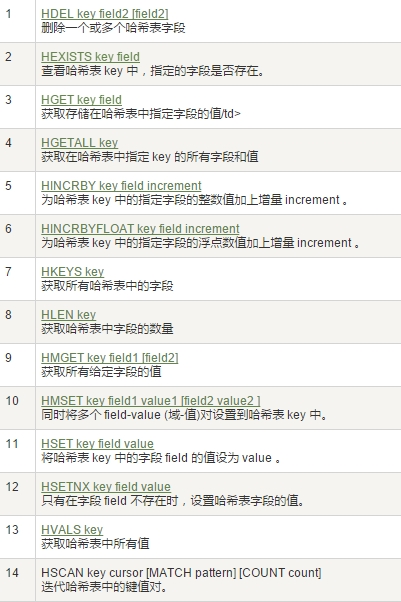 1 HDEL key field2 [field2]
删除一个或多个哈希表字段
2 HEXISTS key field
查看哈希表 key 中，指定的字段是否存在。
3 HGET key field
获取存储在哈希表中指定字段的值/td>
4 HGETALL key
获取在哈希表中指定 key 的所有字段和值
5 HINCRBY key field increment
为哈希表 key 中的指定字段的整数值加上增量 increment 。
6 HINCRBYFLOAT key field increment
为哈希表 key 中的指定字段的浮点数值加上增量 increment 。
7 HKEYS key
获取所有哈希表中的字段
8 HLEN key
获取哈希表中字段的数量
9 HMGET key field1 [field2]
获取所有给定字段的值
10 HMSET key field1 value1 [field2 value2 ]
同时将多个 field-value (域-值)对设置到哈希表 key 中。
11 HSET key field value
将哈希表 key 中的字段 field 的值设为 value 。
12 HSETNX key field value
只有在字段 field 不存在时，设置哈希表字段的值。
13 HVALS key
获取哈希表中所有值
14 HSCAN key cursor [MATCH pattern] [COUNT count]
迭代哈希表中的键值对。